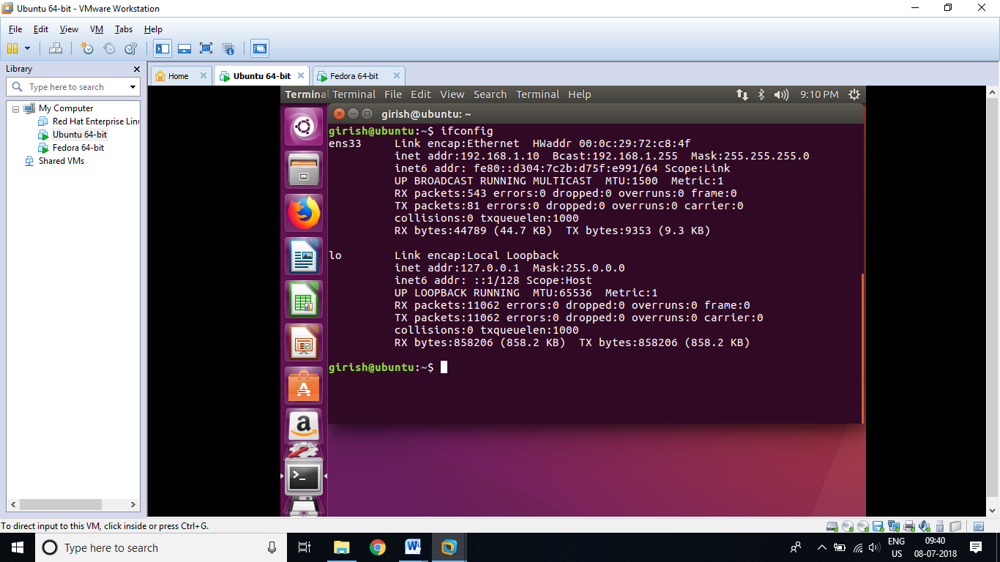 Ubuntu 64-bit - VMware Workstation
File Edit View VM Tabs Help
Library
Type here to search
My Computer
Red Hat Enterprise Linu
Ubuntu 64-bit
Fedora 64-bit
Shared VMs
Home
Ubuntu 64-bit
Fedora 64-bit
Terminal Terminal File Edit View Search Terminal Help 9:10 PM
girish@ubuntu: ~
girish@ubuntu:~$ ifconfig
ens33 Link encap:Ethernet HWaddr 00:0c:29:72:c8:4f
inet addr:192.168.1.10 Bcast:192.168.1.255 Mask:255.255.255.0
inet6 addr: fe80::d304:7c2b:d75f:e991/64 Scope:Link
UP BROADCAST RUNNING MULTICAST MTU:1500 Metric:1
RX packets:543 errors:0 dropped:0 overruns:0 frame:0
TX packets:81 errors:0 dropped:0 overruns:0 carrier:0
collisions:0 txqueuelen:1000
RX bytes:44789 (44.7 KB) TX bytes:9353 (9.3 KB)
lo Link encap:Local Loopback
inet addr:127.0.0.1 Mask:255.0.0.0
inet6 addr: ::1/128 Scope:Host
UP LOOPBACK RUNNING MTU:65536 Metric:1
RX packets:11062 errors:0 dropped:0 overruns:0 frame:0
TX packets:11062 errors:0 dropped:0 overruns:0 carrier:0
collisions:0 txqueuelen:1000
RX bytes:858206 (858.2 KB) TX bytes:858206 (858.2 KB)
girish@ubuntu:~$
To direct input to this VM, click inside or press Ctrl+G.
Type here to search
ENG
US
09:40
08-07-2018